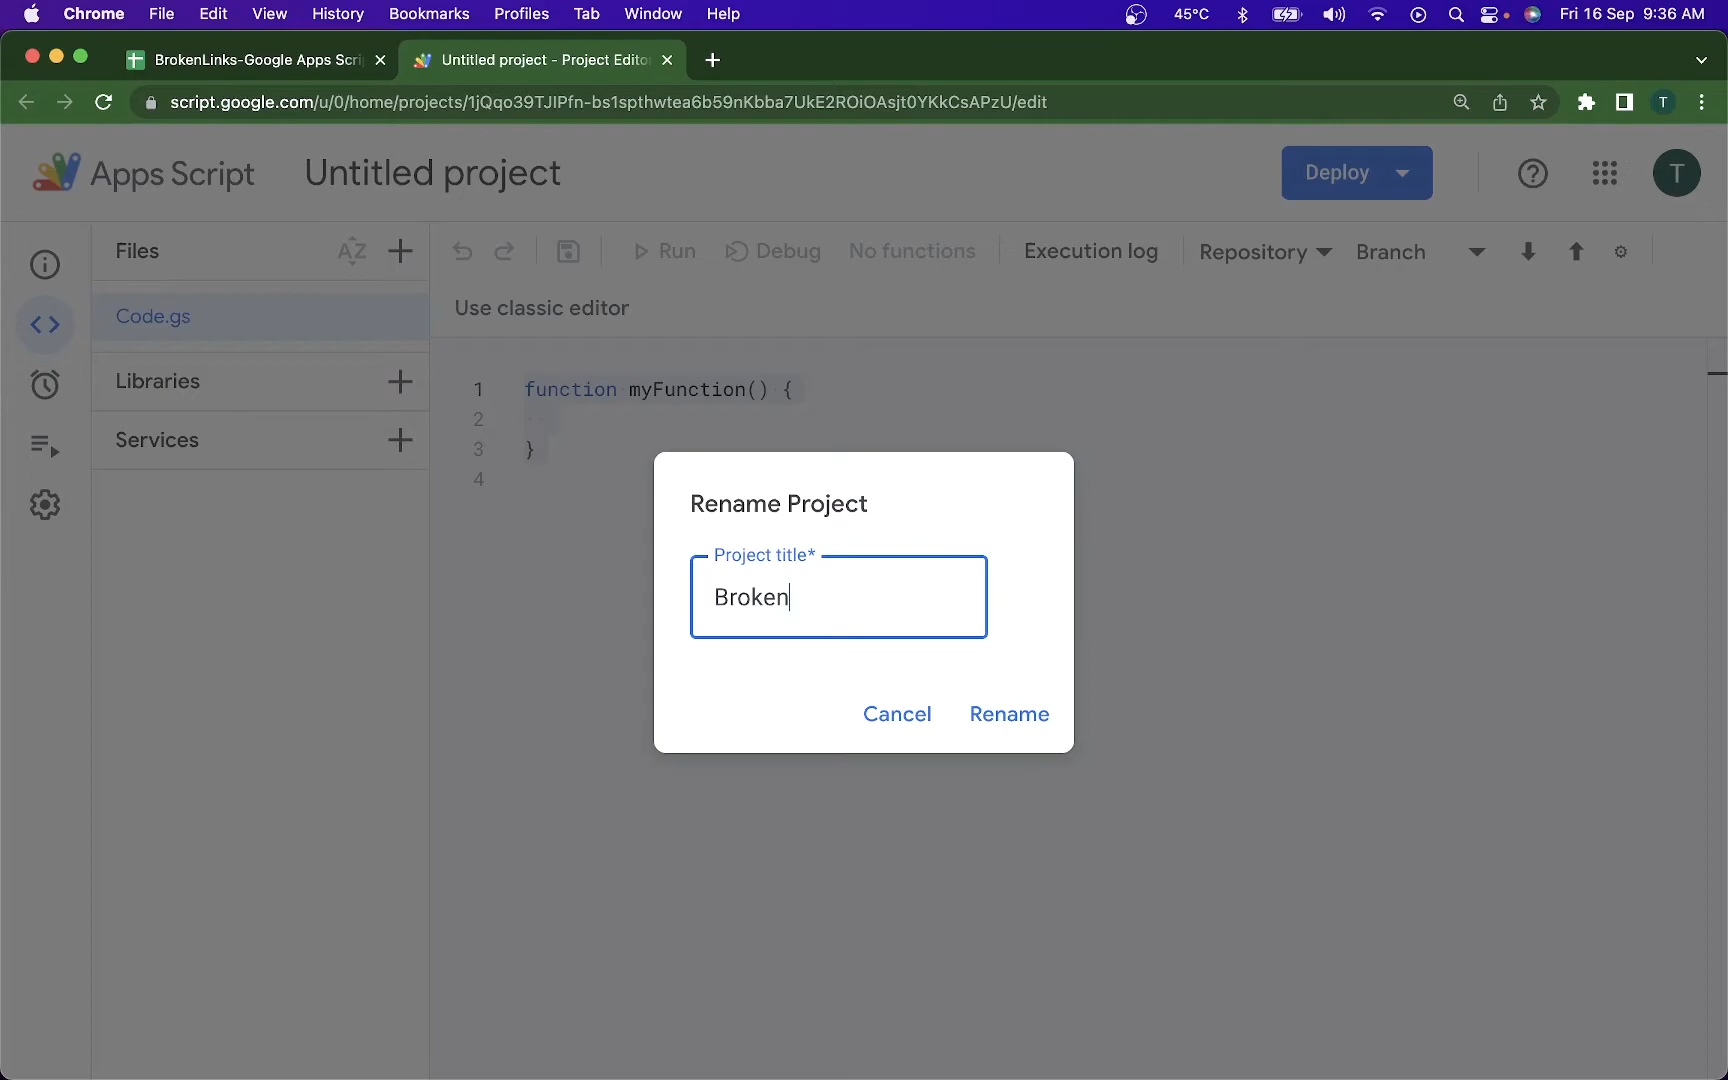 Chrome File Edit View History Bookmarks Profiles Tab Window Help 45°C Fri 16 Sep 9:36 AM
BrokenLinks-Google Apps Scri Untitled project - Project Edito
script.google.com/u/0/home/projects/1jQqo39TJIPfn-bs1spthwtea6b59nKbba7UkE2ROiOAsjt0YKkCsAPzU/edit T
Apps Script Untitled project Deploy T
Files AZ Run Debug No functions Execution log Repository Branch
Code.gs Use classic editor
Libraries
Services
1 function myFunction() {
2
3 }
4
Rename Project
Project title*
Broken
Cancel Rename